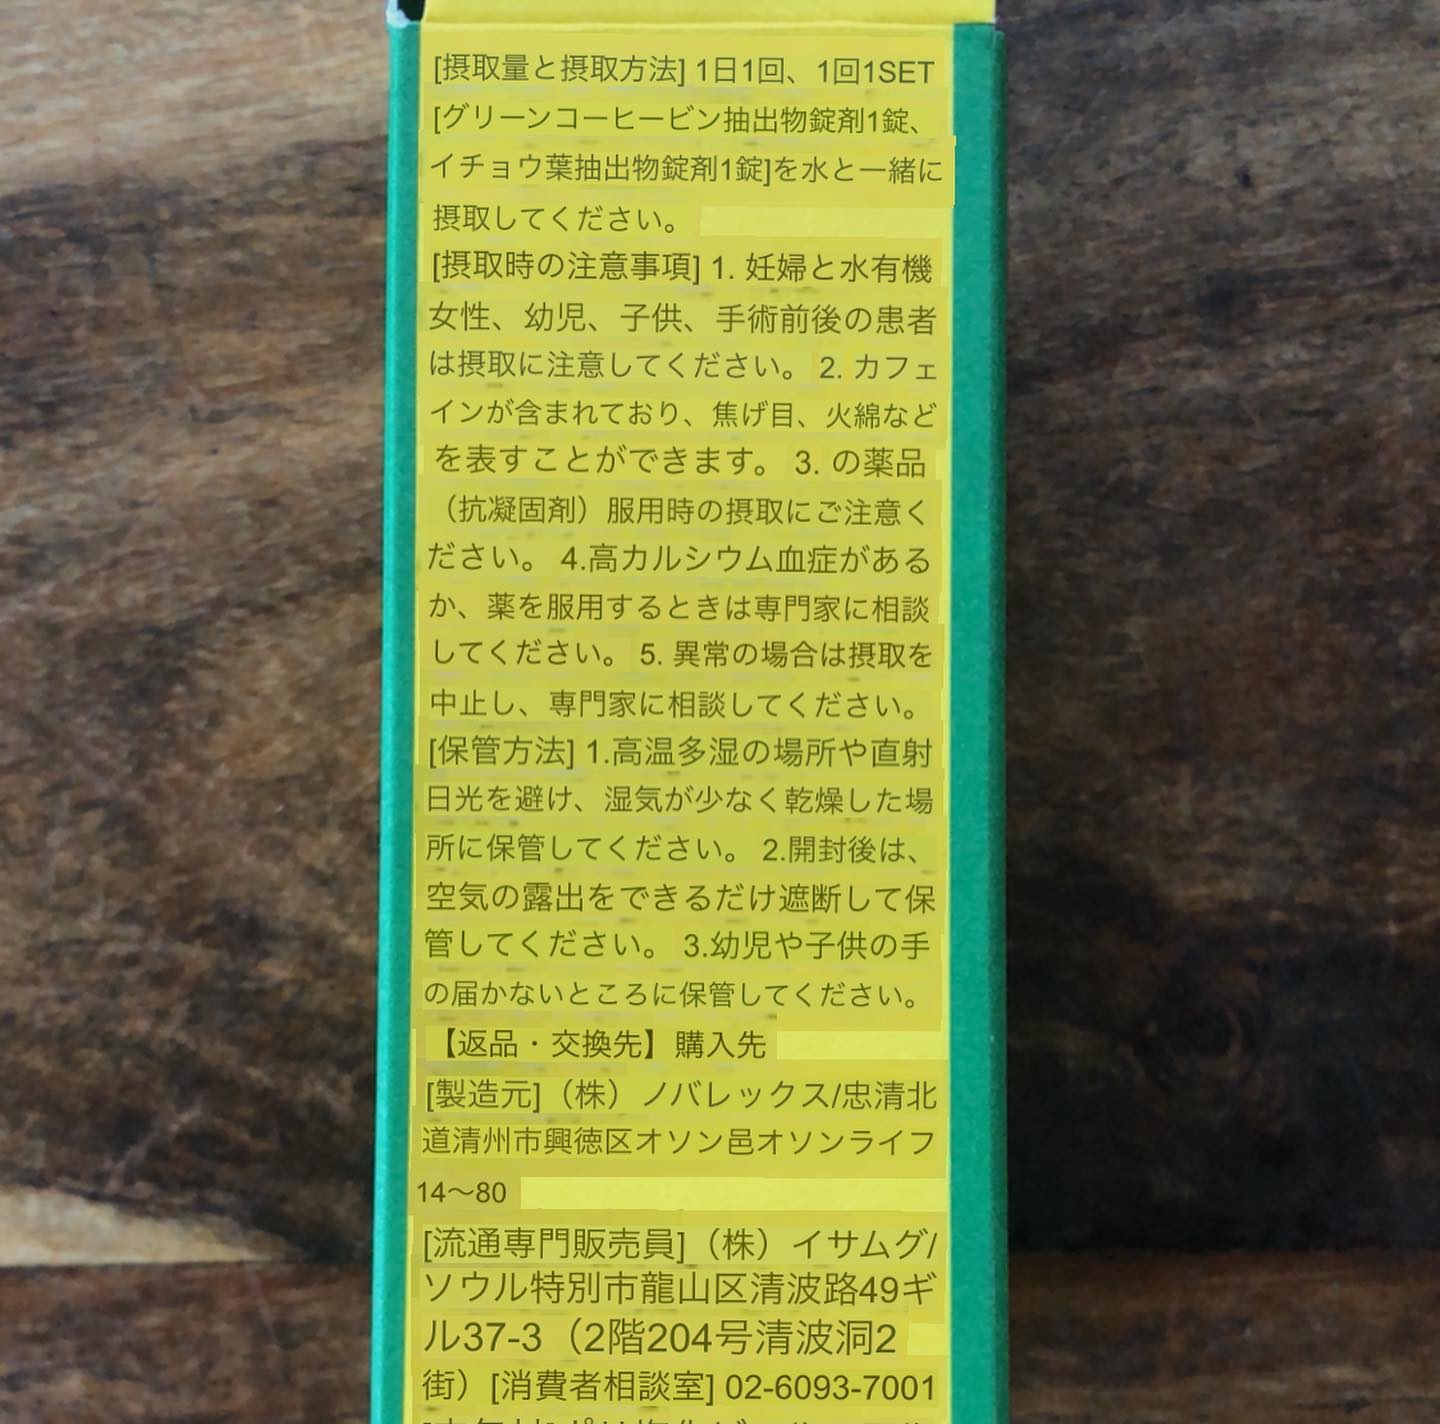 [摂取量と摂取方法] 1日1回、1回1SET
[グリーンコーヒービン抽出物錠剤1錠、
イチョウ葉抽出物錠剤1錠]を水と一緒に
摂取してください。
[摂取時の注意事項] 1. 妊婦と水有機
女性、幼児、子供、手術前後の患者
は摂取に注意してください。 2. カフェ
インが含まれており、焦げ目、火綿など
を表すことができます。 3. の薬品
（抗凝固剤）服用時の摂取にご注意く
ださい。 4.高カルシウム血症がある
か、薬を服用するときは専門家に相談
してください。 5. 異常の場合は摂取を
中止し、専門家に相談してください。
[保管方法] 1.高温多湿の場所や直射
日光を避け、湿気が少なく乾燥した場
所に保管してください。 2.開封後は、
空気の露出をできるだけ遮断して保
管してください。 3.幼児や子供の手
の届かないところに保管してください。
【返品・交換先】購入先
[製造元]（株）ノバレックス/忠清北
道清州市興徳区オソン邑オソンライフ
14〜80
[流通専門販売員]（株）イサムグ/
ソウル特別市龍山区清波路49ギ
ル37-3（2階204号清波洞2
街）[消費者相談室] 02-6093-7001